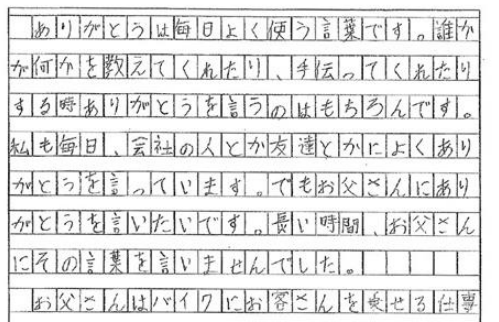 ありがとうは毎日よく使う言葉です。誰か
が何かを教えてくれたり、手伝ってくれたり
する時ありがとうを言うのはもちろんです。
私も毎日、会社の人とか友達とかによくあり
がとうを言っています。でもお父さんにあり
がとうを言いたいです。長い時間、お父さん
にその言葉を言いませんでした。
お父さんはバイクにお客さんを乗せる仕事